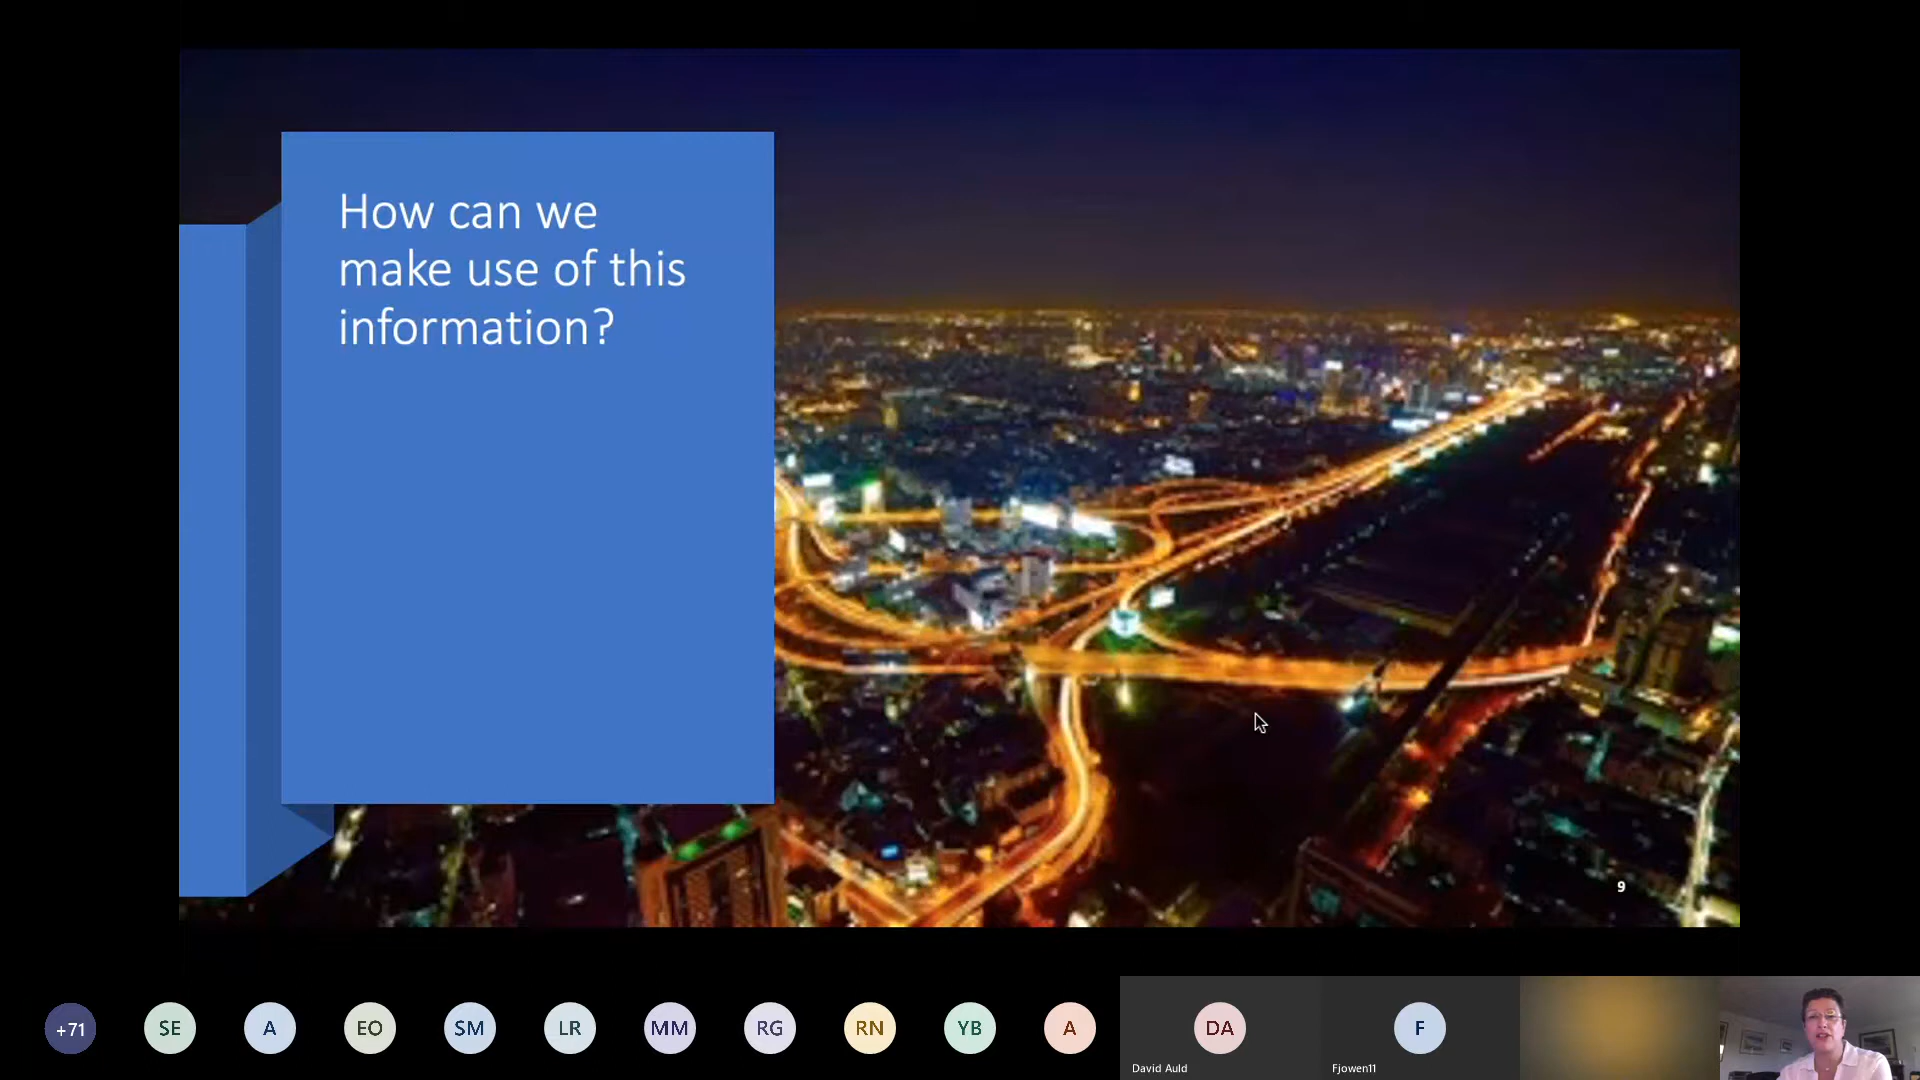 How can we
make use of this
information?
9
+71
SE
A
EO
SM
LR
MM
RG
RN
YB
A
DA
F
David Auld
Fjowen11